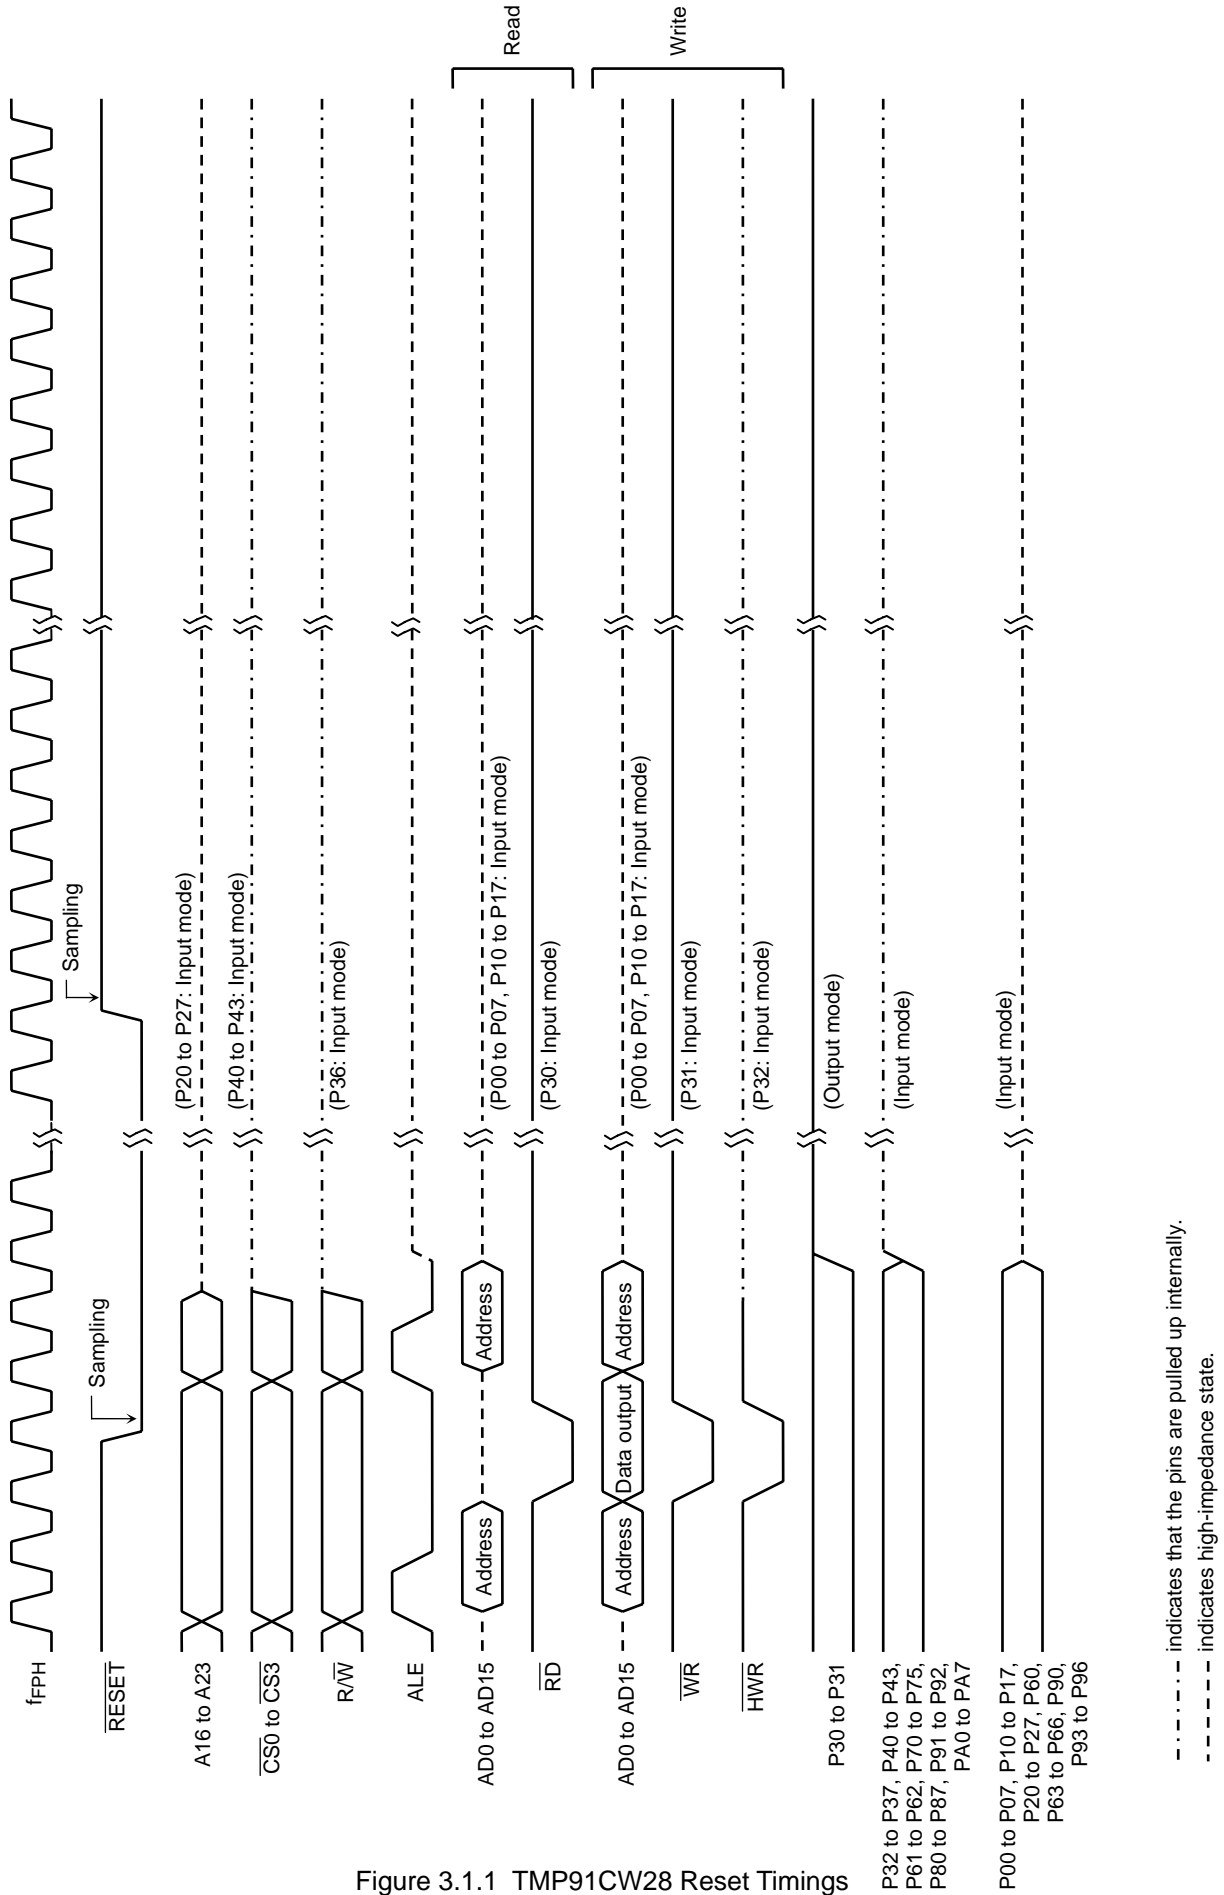 Read
Write
fFPH
RESET
Sampling
Sampling
A16 to A23
(P20 to P27: Input mode)
CS0 to CS3
(P40 to P43: Input mode)
R/W
(P36: Input mode)
ALE
AD0 to AD15
Address
Address
(P00 to P07, P10 to P17: Input mode)
RD
(P30: Input mode)
AD0 to AD15
Address
Data output
Address
(P00 to P07, P10 to P17: Input mode)
WR
(P31: Input mode)
HWR
(P32: Input mode)
P30 to P31
(Output mode)
P32 to P37, P40 to P43,
P61 to P62, P70 to P75,
P80 to P87, P91 to P92,
PA0 to PA7
(Input mode)
P00 to P07, P10 to P17,
P20 to P27, P60,
P63 to P66, P90,
P93 to P96
(Input mode)
indicates that the pins are pulled up internally.
indicates high-impedance state.
Figure 3.1.1 TMP91CW28 Reset Timings